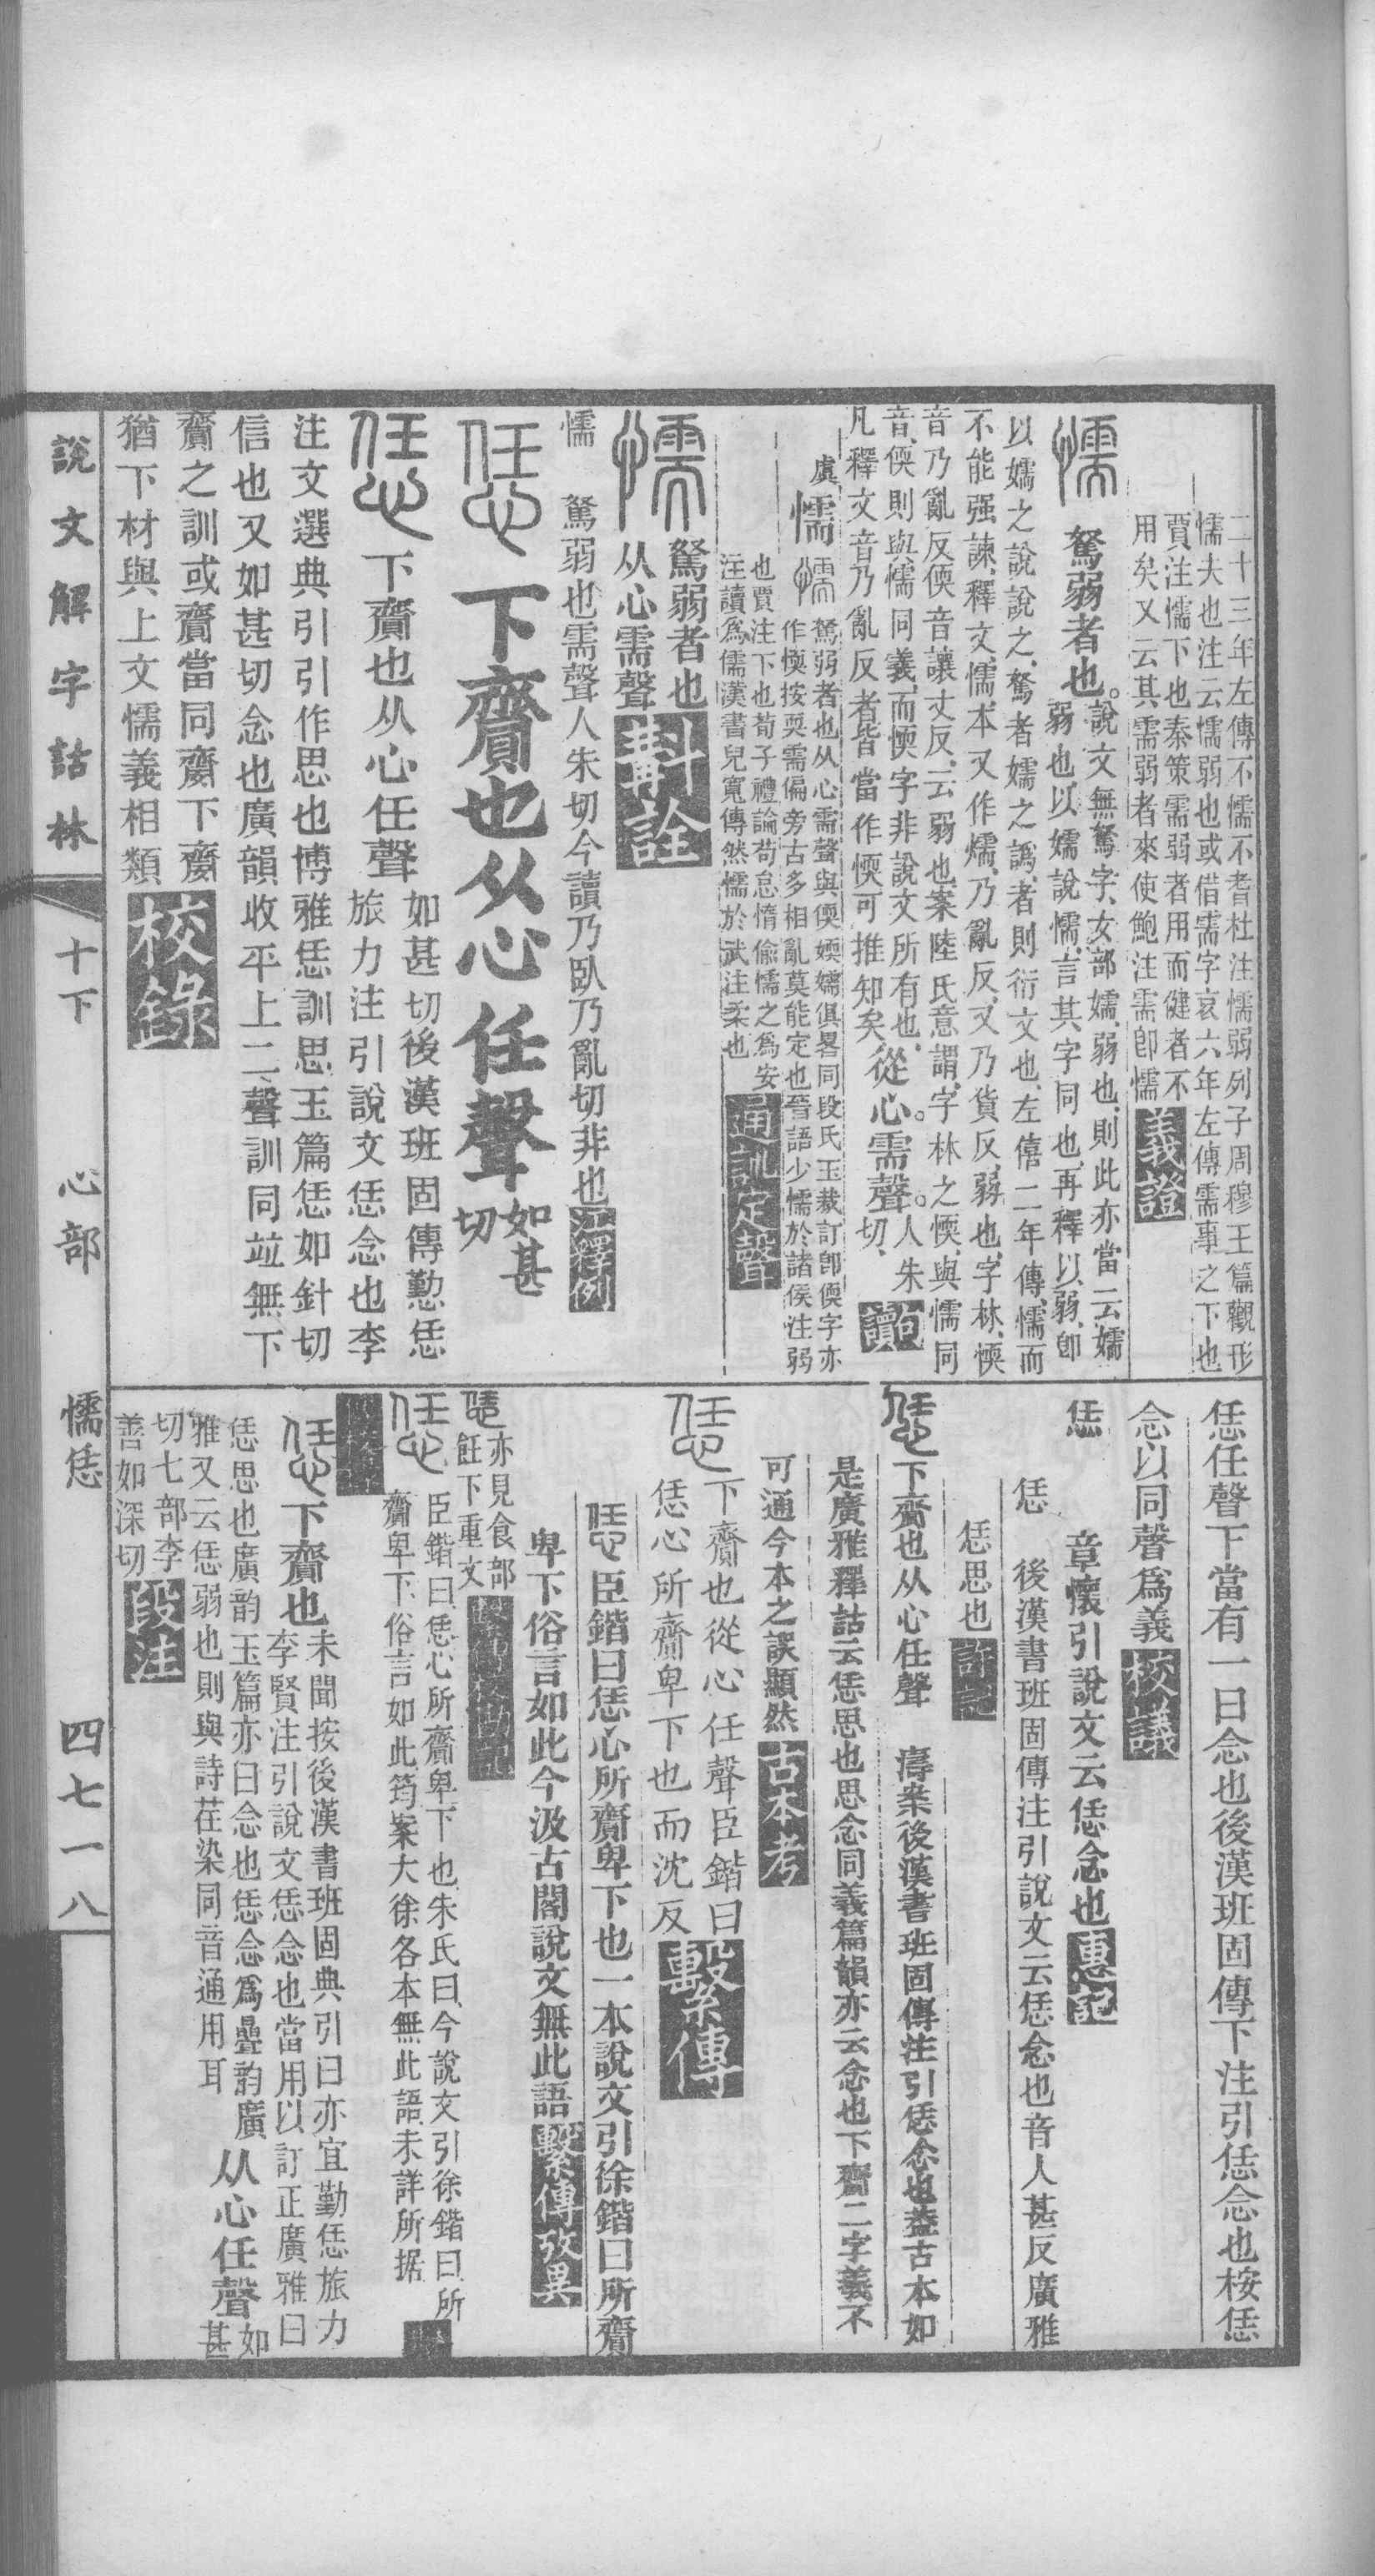 二十三年左傳不懦不耆杜注懦弱列子周穆王篇觀形
懦夫也注云懦弱也或借需字哀六年左傳需事之下也
賈注懦下也秦策需弱者用而健者不
用矣又云其需弱者來使鮑注需卽懦
義證
懦
駑弱者也。
說文無駑字、女部嬬、弱也、則此亦當云嬬
弱也、以嬬說懦、言其字同也、再釋以弱、卽
以嬬之說說之、駑者嬬之譌、者則衍文也、左僖二年傳、懦而
不能强諫、釋文、懦本又作㬉、乃亂反、又乃貨反、弱也、字林、愞
音乃亂反、偄音讓丈反、云弱也、案陸氏意謂、字林之愞、與懦同
音、偄則與懦同義、而愞字非說文所有也、
凡釋文音乃亂反者、皆當作愞可推知矣、
從心。需聲。
人朱
切、
句讀
虞
懦
懦
駑弱者也从心需聲與偄媆嬬俱畧同段氏玉裁訂卽偄字亦
作愞按耎需偏旁古多相亂莫能定也晉語少懦於諸侯注弱
也賈注下也荀子禮論苟怠惰偷懦之爲安
注讀爲儒漢書兒寬傳然懦於武注柔也
通訓定聲
懦
駑弱者也
从心需聲
斠詮
懦
駑弱也需聲人朱切今讀乃臥乃亂切非也
江釋例
恁
下齎也从心任聲
如甚
切
恁
下齎也从心任聲
如甚切後漢班固傳勤恁
旅力注引說文恁念也李
注文選典引引作思也博雅恁訓思玉篇恁如針切
信也又如甚切念也廣韻收平上二聲訓同竝無下
齎之訓或齎當同齌下齌
猶下材與上文懦義相類
校錄
恁任聲下當有一曰念也後漢班固傳下注引恁念也桉恁
念以同聲爲義
校議
恁
章懷引說文云恁念也
惠記
恁
後漢書班固傳注引說文云恁念也音人甚反廣雅
恁思也
許記
恁
下齎也从心任聲
濤案後漢書班固傳注引恁念也葢古本如
是廣雅釋詁云恁思也思念同義篇韻亦云念也下齎二字義不
可通今本之誤顯然
古本考
恁
下齎也從心任聲臣鍇曰
恁心所齎卑下也而沈反
繫傳
恁
臣鍇曰恁心所齎卑下也一本說文引徐鍇曰所齎
卑下俗言如此今汲古閣說文無此語
繫傳攷異
恁
亦見食部
飪下重文
繫傳校勘記
恁
臣鍇曰、恁心所齎卑下也朱氏曰、今說文引徐鍇曰、所
齎卑下、俗言如此筠案大徐各本無此語、未詳所据
恁
下齎也
未聞按後漢書班固典引曰亦宜勤恁旅力
李賢注引說文恁念也當用以訂正廣雅曰
恁思也廣韵玉篇亦曰念也恁念爲曡韵廣
雅又云恁弱也則與詩荏染同音通用耳
从心任聲
如
甚
切七部李
善如深切
段注
說文解字詁林
十下
心部
懦恁
四七一八